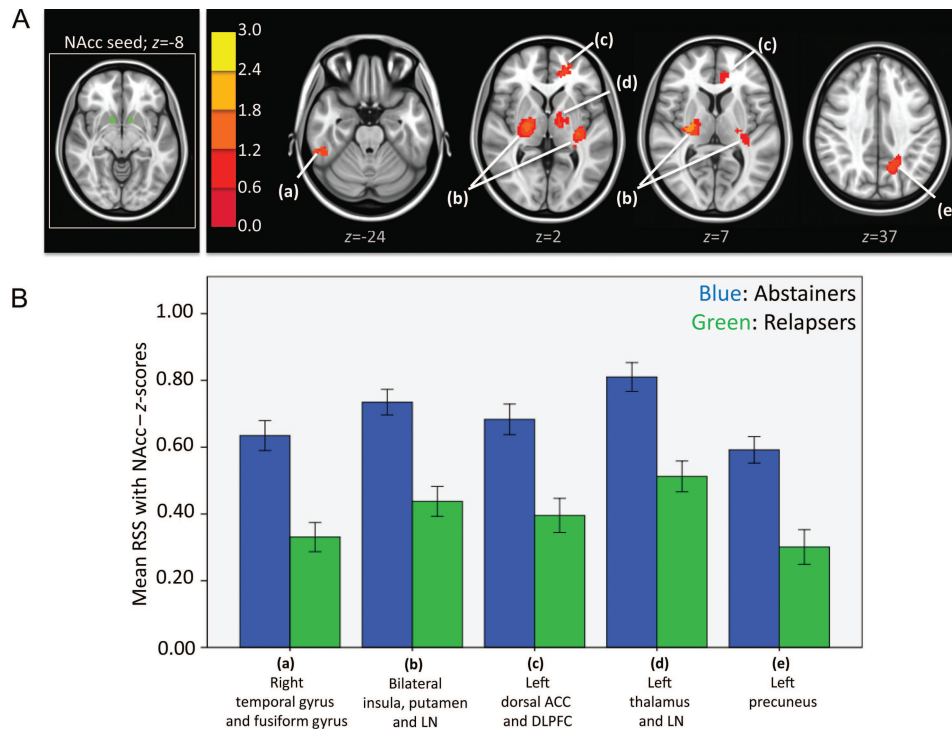 A
NAcc seed; z=-8
3.0
2.4
1.8
1.2
0.6
0.0
(a)
z=-24
(c)
(d)
(b)
z=2
(c)
(b)
z=7
(e)
z=37
B
Blue: Abstainers
Green: Relapsers
Mean RSS with NAcc– z-scores
1.00
0.80
0.60
0.40
0.20
0.00
(a)
Right
temporal gyrus
and fusiform gyrus
(b)
Bilateral
insula, putamen
and LN
(c)
Left
dorsal ACC
and DLPFC
(d)
Left
thalamus
and LN
(e)
Left
precuneus